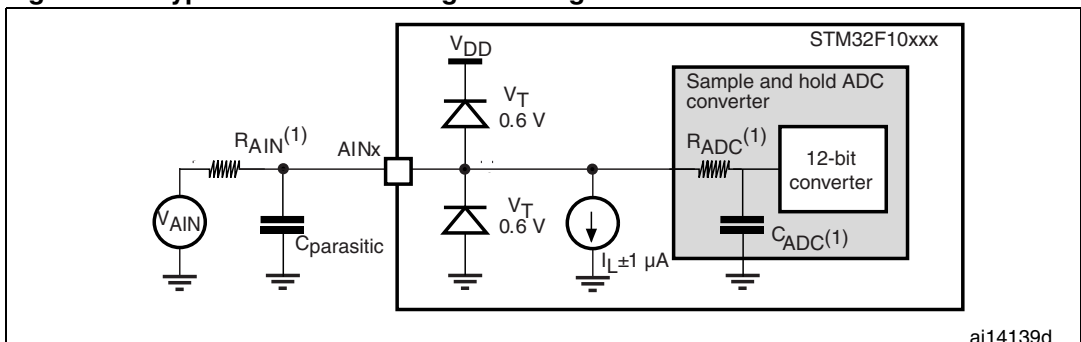 STM32F10xxx
VDD
Sample and hold ADC
converter
VT
0.6 V
RAIN(1)
AINx
RADC(1)
12-bit
converter
VAIN
Cparasitic
VT
0.6 V
IL±1 µA
CADC(1)
ai14139d